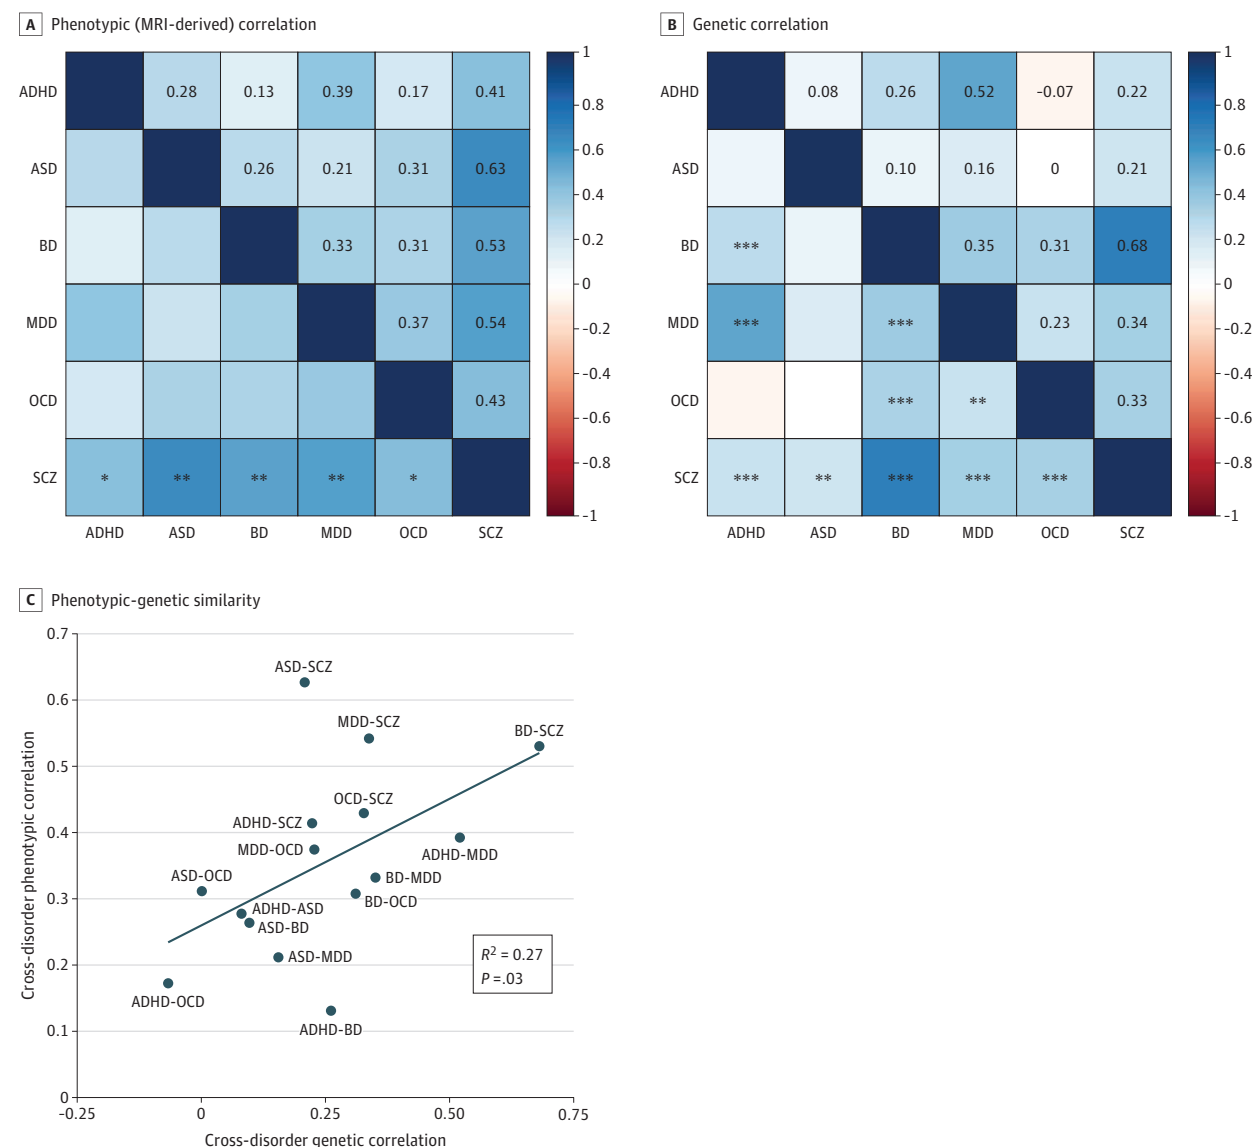 A Phenotypic (MRI-derived) correlation
ADHD 0.28 0.13 0.39 0.17 0.41
ASD 0.26 0.21 0.31 0.63
BD 0.33 0.31 0.53
MDD 0.37 0.54
OCD 0.43
SCZ * ** ** ** *
ADHD ASD BD MDD OCD SCZ
1
0.8
0.6
0.4
0.2
0
-0.2
-0.4
-0.6
-0.8
-1
B Genetic correlation
ADHD 0.08 0.26 0.52 -0.07 0.22
ASD 0.10 0.16 0 0.21
BD *** 0.35 0.31 0.68
MDD *** *** 0.23 0.34
OCD *** ** 0.33
SCZ *** ** *** *** ***
ADHD ASD BD MDD OCD SCZ
1
0.8
0.6
0.4
0.2
0
-0.2
-0.4
-0.6
-0.8
-1
C Phenotypic-genetic similarity
Cross-disorder phenotypic correlation
0.7
0.6
0.5
0.4
0.3
0.2
0.1
0
ASD-SCZ
MDD-SCZ
BD-SCZ
OCD-SCZ
ADHD-SCZ
MDD-OCD
ADHD-MDD
ASD-OCD
BD-MDD
BD-OCD
ADHD-ASD
ASD-BD
ASD-MDD
ADHD-OCD
ADHD-BD
R2 = 0.27
P =.03
-0.25 0 0.25 0.50 0.75
Cross-disorder genetic correlation